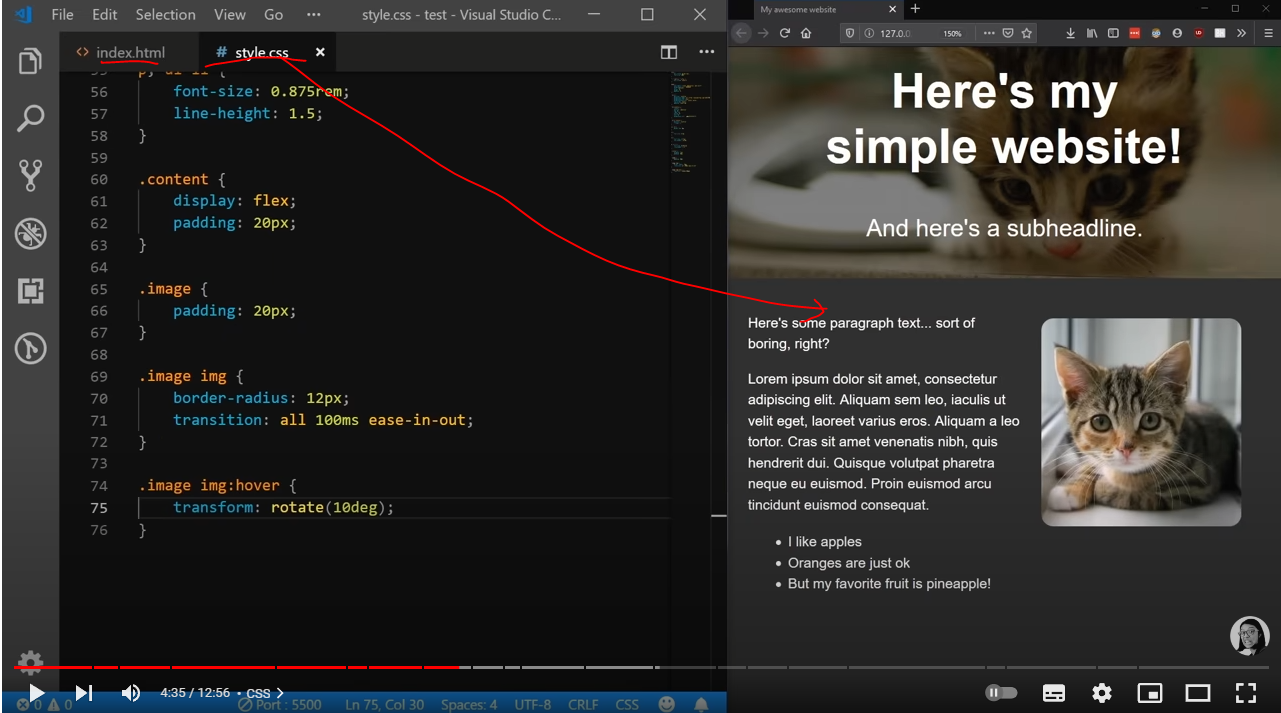 File Edit Selection View Go ··· style.css - test - Visual Studio C...
index.html # style.css
56 font-size: 0.875rem;
57 line-height: 1.5;
58 }
59
60 .content {
61 display: flex;
62 padding: 20px;
63 }
64
65 .image {
66 padding: 20px;
67 }
68
69 .image img {
70 border-radius: 12px;
71 transition: all 100ms ease-in-out;
72 }
73
74 .image img:hover {
75 transform: rotate(10deg);
76 }
0 0 Port : 5500 Ln 75, Col 30 Spaces: 4 UTF-8 CRLF CSS
4:35 / 12:56 • CSS
My awesome website
127.0.0 150%
Here's my
simple website!
And here's a subheadline.
Here's some paragraph text... sort of
boring, right?
Lorem ipsum dolor sit amet, consectetur
adipiscing elit. Aliquam sem leo, iaculis ut
velit eget, laoreet varius eros. Aliquam a leo
tortor. Cras sit amet venenatis nibh, quis
hendrerit dui. Quisque volutpat pharetra
neque eu euismod. Proin euismod arcu
tincidunt euismod consequat.
• I like apples
• Oranges are just ok
• But my favorite fruit is pineapple!